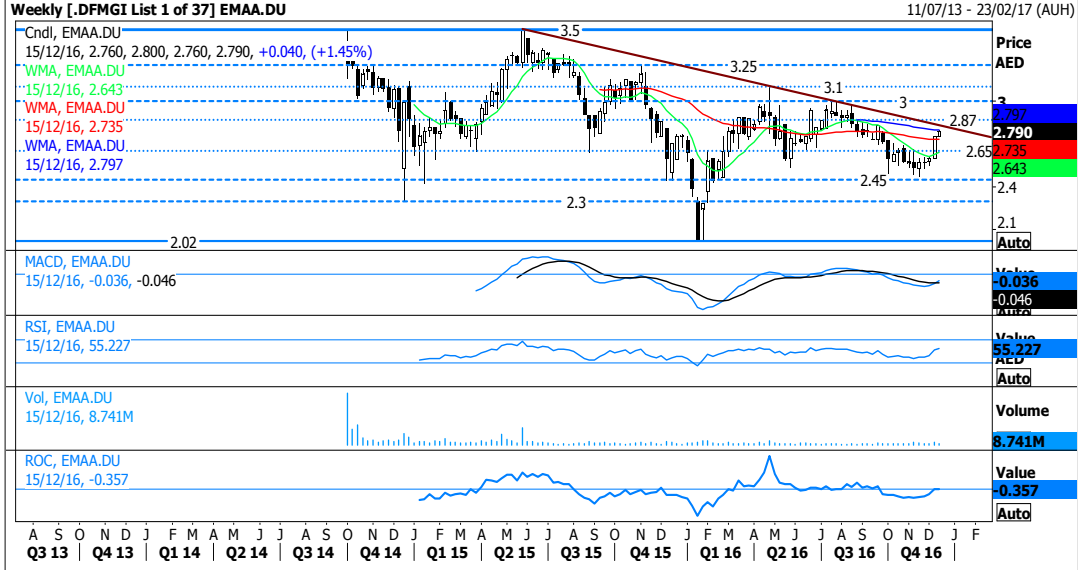 Weekly [.DFMGI List 1 of 37] EMAA.DU
11/07/13 - 23/02/17 (AUH)
Cndl, EMAA.DU
15/12/16, 2.760, 2.800, 2.760, 2.790, +0.040, (+1.45%)
WMA, EMAA.DU
15/12/16, 2.643
WMA, EMAA.DU
15/12/16, 2.735
WMA, EMAA.DU
15/12/16, 2.797
3.5
3.25
3.1
3
2.87
2.65
2.45
2.3
2.02
Price
AED
3
2.797
2.790
2.735
2.643
2.4
2.1
Auto
MACD, EMAA.DU
15/12/16, -0.036, -0.046
Value
-0.036
-0.046
Auto
RSI, EMAA.DU
15/12/16, 55.227
Value
55.227
AED
Auto
Vol, EMAA.DU
15/12/16, 8.741M
Volume
8.741M
ROC, EMAA.DU
15/12/16, -0.357
Value
-0.357
Auto
A S O N D J F M A M J J A S O N D J F M A M J J A S O N D J F M A M J J A S O N D J F
Q3 13 Q4 13 Q1 14 Q2 14 Q3 14 Q4 14 Q1 15 Q2 15 Q3 15 Q4 15 Q1 16 Q2 16 Q3 16 Q4 16